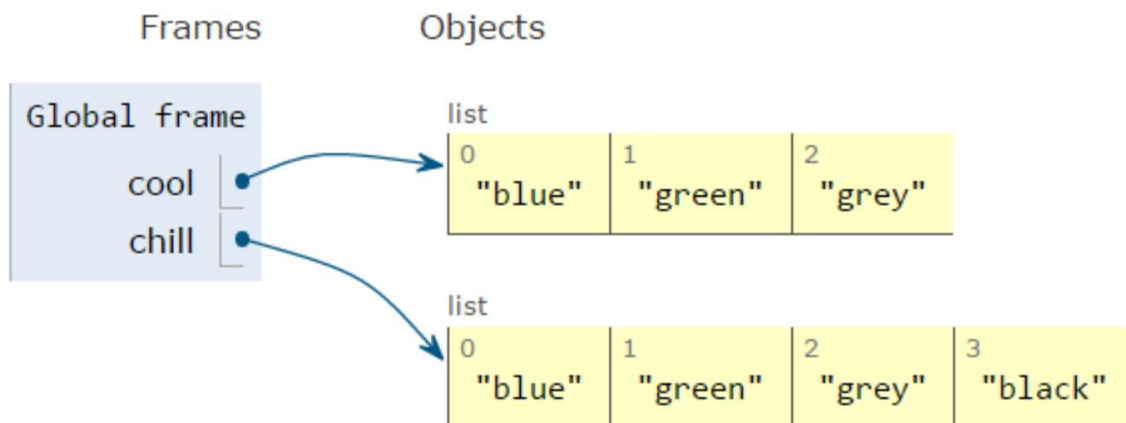 Frames Objects
Global frame
list
0 1 2
cool "blue" "green" "grey"
chill
list
0 1 2 3
"blue" "green" "grey" "black"